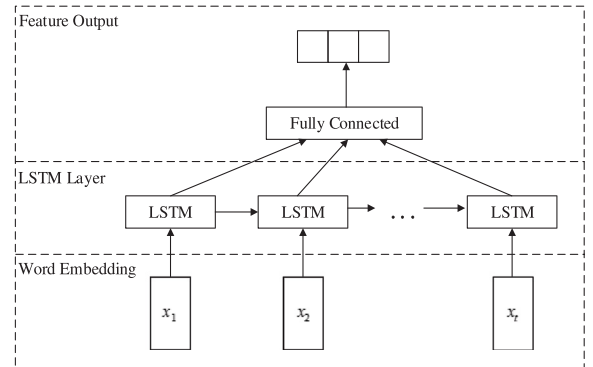 Feature Output
Fully Connected
LSTM Layer
LSTM LSTM ... LSTM
Word Embedding
x₁ x₂ xₜ